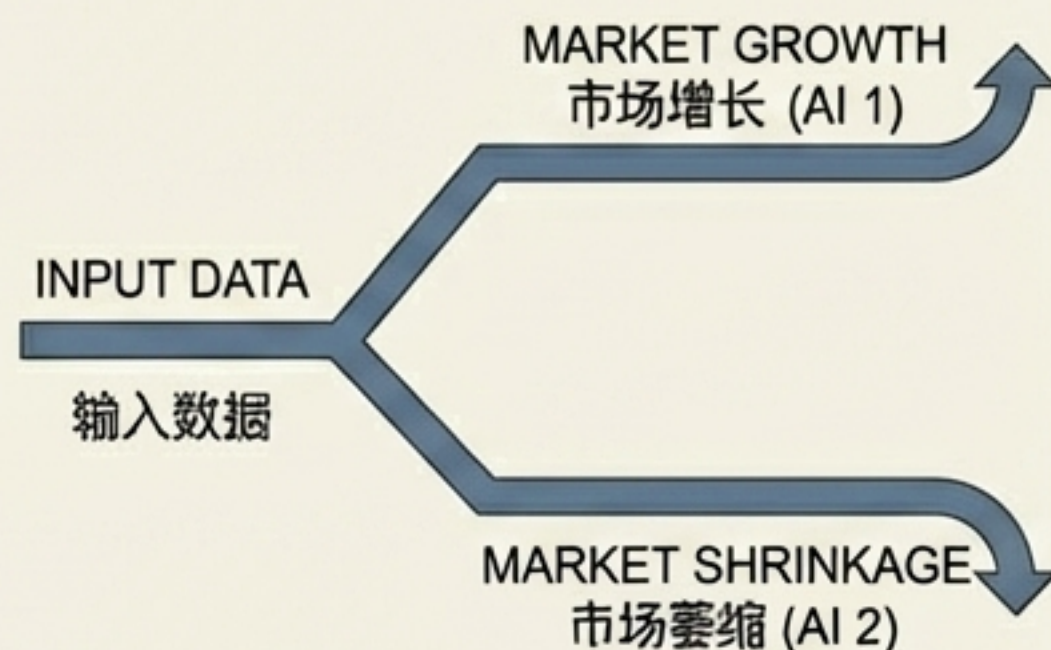 MARKET GROWTH
市场增长 (AI 1)
INPUT DATA
输入数据
MARKET SHRINKAGE
市场萎缩 (AI 2)